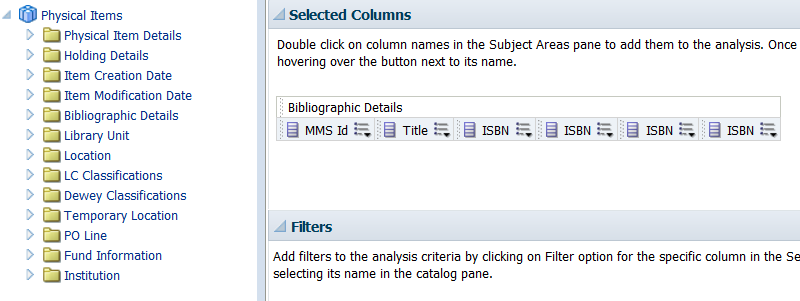 Physical Items
Physical Item Details
Holding Details
Item Creation Date
Item Modification Date
Bibliographic Details
Library Unit
Location
LC Classifications
Dewey Classifications
Temporary Location
PO Line
Fund Information
Institution
Selected Columns
Double click on column names in the Subject Areas pane to add them to the analysis. Once
hovering over the button next to its name.
Bibliographic Details
MMS Id Title ISBN ISBN ISBN ISBN
Filters
Add filters to the analysis criteria by clicking on Filter option for the specific column in the Se
selecting its name in the catalog pane.